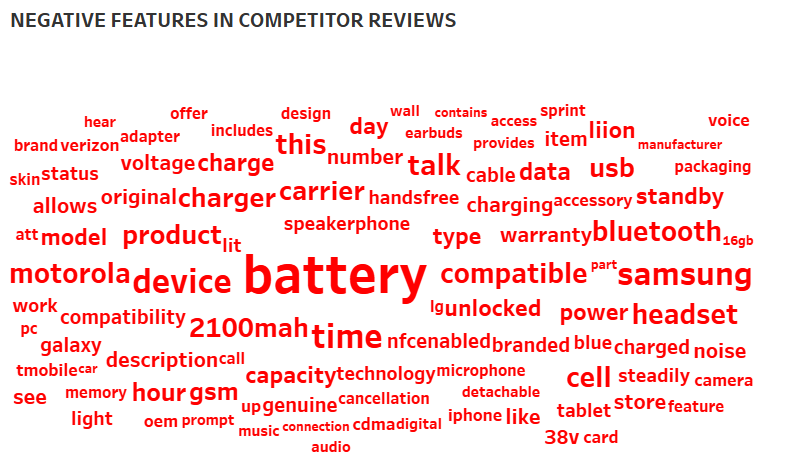 NEGATIVE FEATURES IN COMPETITOR REVIEWS
hear offer design wall contains access sprint voice
brand verizon adapter includes this day earbuds provides item liion manufacturer
skin status voltage charge number talk cable data usb packaging
allows original charger carrier handsfree charging accessory standby
att model product lit speakerphone type warranty bluetooth 16gb
motorola device battery compatible part samsung
work compatibility 2100mah time lg unlocked power headset
pc galaxy description call nfcenabled branded blue charged noise
tmobile car capacity technology microphone cell steadily camera
see memory hour gsm up genuine cancellation detachable tablet store feature
light oem prompt music connection cdma digital iphone like 38v card
audio